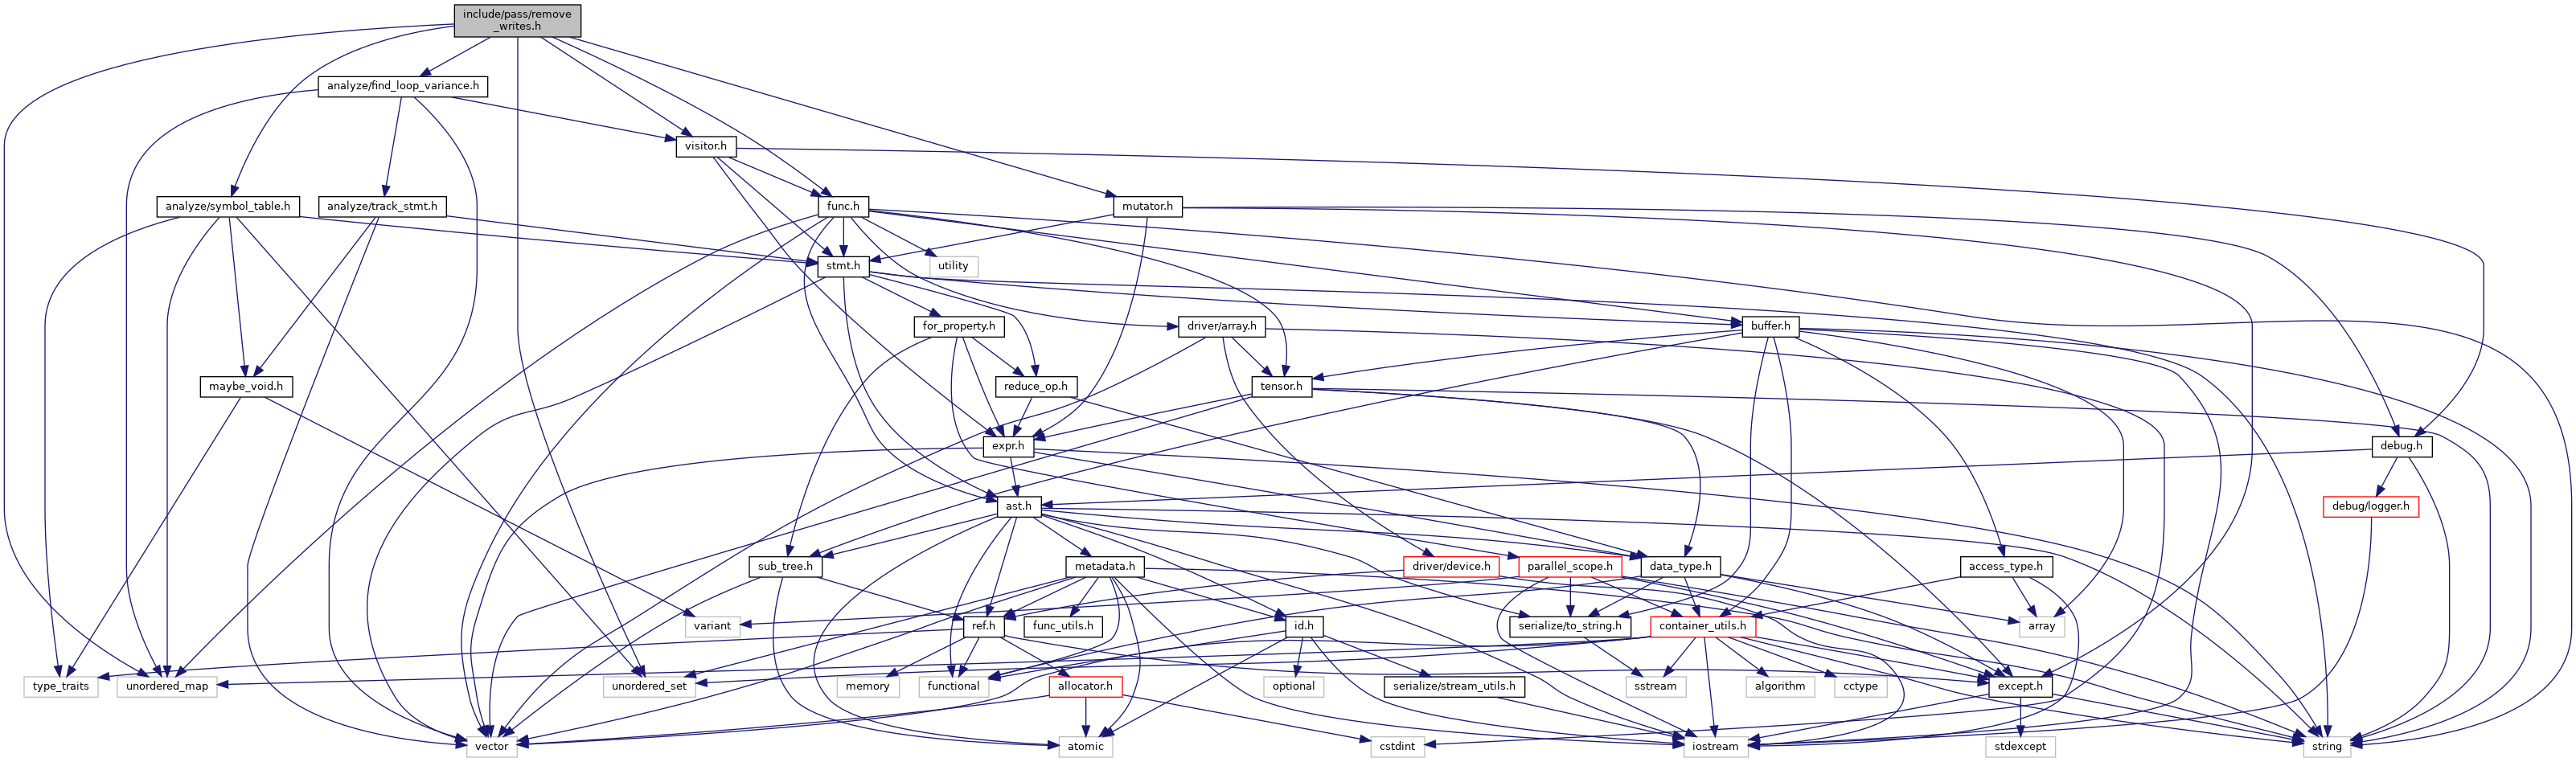 include/pass/remove
_writes.h
analyze/find_loop_variance.h
visitor.h
analyze/symbol_table.h
analyze/track_stmt.h
func.h
mutator.h
stmt.h
utility
for_property.h
driver/array.h
buffer.h
maybe_void.h
reduce_op.h
tensor.h
expr.h
debug.h
ast.h
debug/logger.h
sub_tree.h
metadata.h
driver/device.h
parallel_scope.h
data_type.h
access_type.h
variant
ref.h
func_utils.h
id.h
serialize/to_string.h
container_utils.h
array
type_traits
unordered_map
unordered_set
memory
functional
allocator.h
optional
serialize/stream_utils.h
sstream
algorithm
cctype
except.h
vector
atomic
cstdint
iostream
stdexcept
string